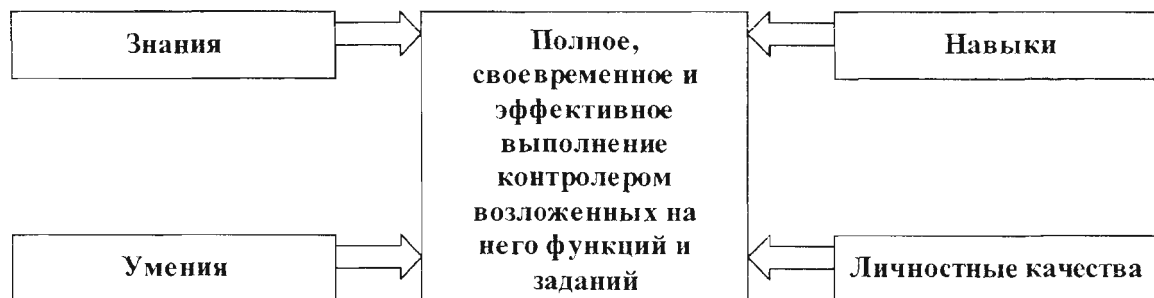 Знания
Полное,
своевременное и
эффективное
выполнение
контролером
возложенных на
него функций и
заданий
Навыки
Умения
Личностные качества